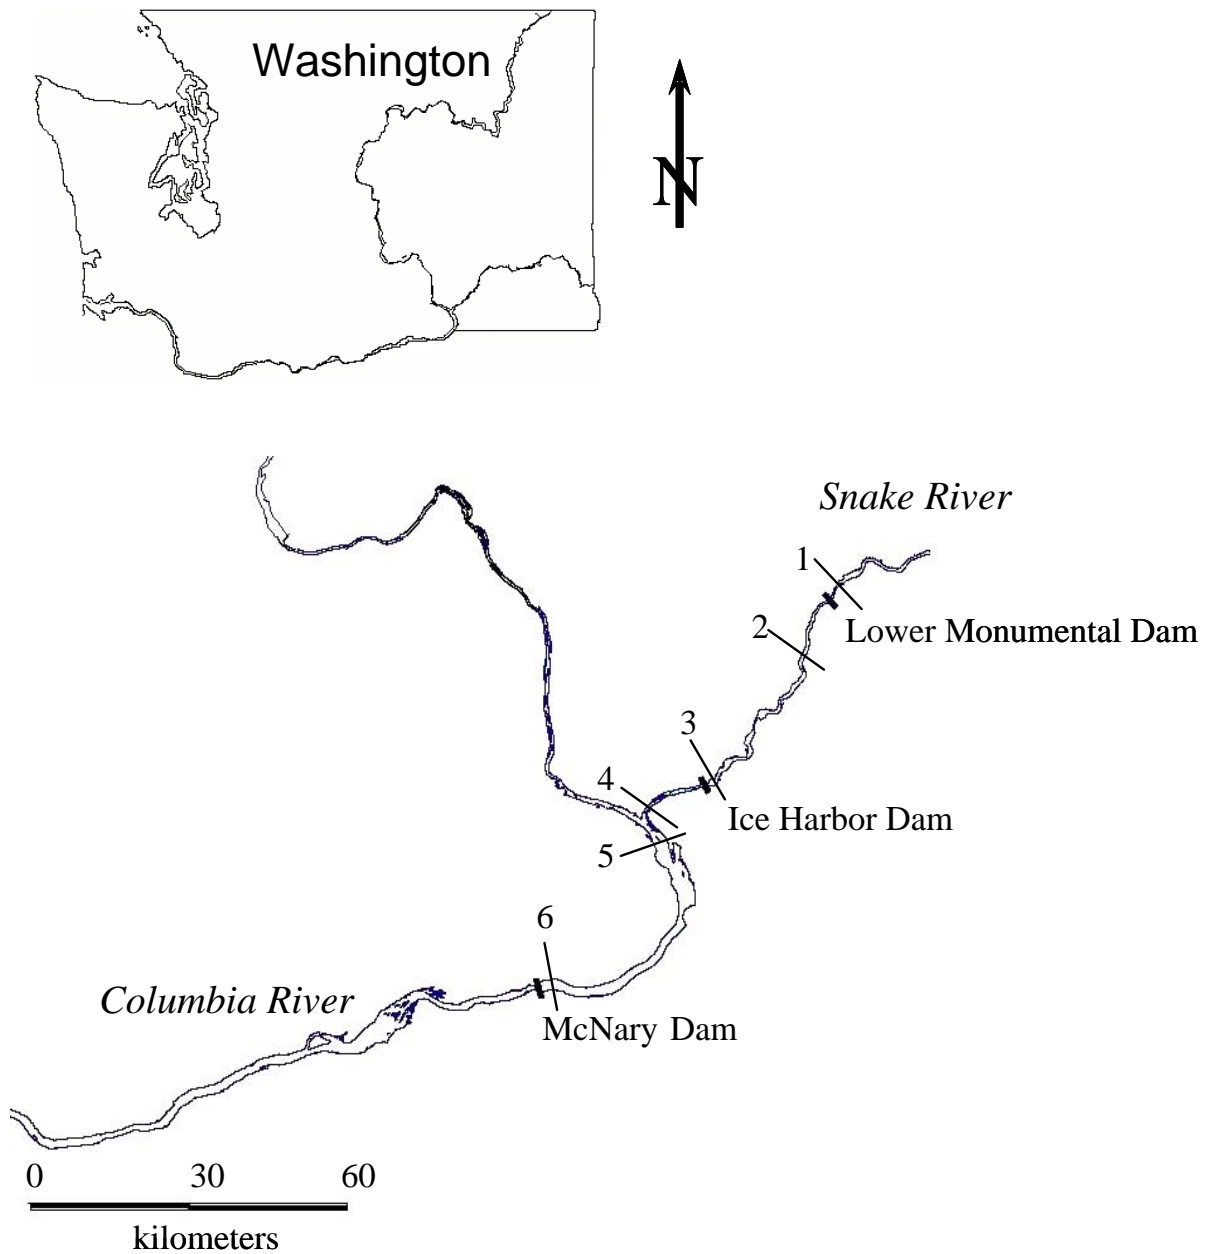 Washington
N
Snake River
1
Lower Monumental Dam
2
3
Ice Harbor Dam
4
5
6
Columbia River
McNary Dam
0 30 60
kilometers